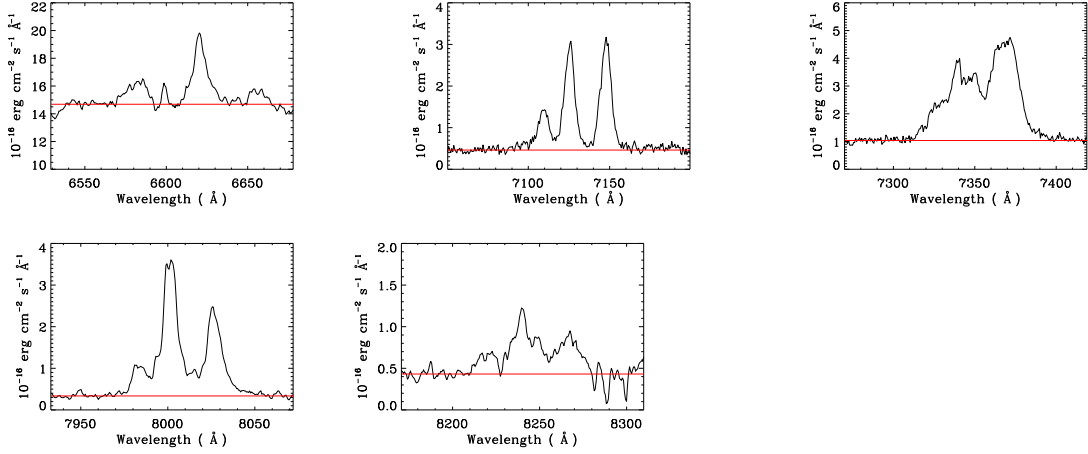 22
20
18
16
14
12
10
10⁻¹⁶ erg cm⁻² s⁻¹ Å⁻¹
6550 6600 6650
Wavelength ( Å )
4
3
2
1
0
10⁻¹⁶ erg cm⁻² s⁻¹ Å⁻¹
7100 7150
Wavelength ( Å )
6
5
4
3
2
1
0
10⁻¹⁶ erg cm⁻² s⁻¹ Å⁻¹
7300 7350 7400
Wavelength ( Å )
4
3
2
1
0
10⁻¹⁶ erg cm⁻² s⁻¹ Å⁻¹
7950 8000 8050
Wavelength ( Å )
2.0
1.5
1.0
0.5
0.0
10⁻¹⁶ erg cm⁻² s⁻¹ Å⁻¹
8200 8250 8300
Wavelength ( Å )